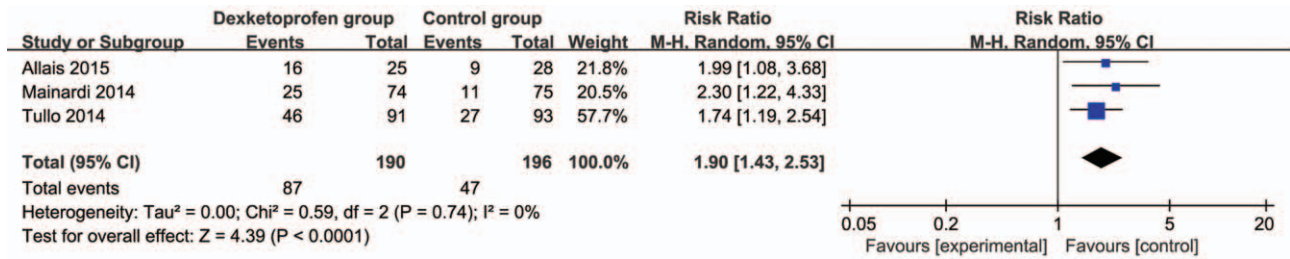 Dexketoprofen group Control group Risk Ratio Risk Ratio
Study or Subgroup Events Total Events Total Weight M-H, Random, 95% CI M-H, Random, 95% CI
Allais 2015 16 25 9 28 21.8% 1.99 [1.08, 3.68]
Mainardi 2014 25 74 11 75 20.5% 2.30 [1.22, 4.33]
Tullo 2014 46 91 27 93 57.7% 1.74 [1.19, 2.54]
Total (95% CI) 190 196 100.0% 1.90 [1.43, 2.53]
Total events 87 47
Heterogeneity: Tau² = 0.00; Chi² = 0.59, df = 2 (P = 0.74); I² = 0%
Test for overall effect: Z = 4.39 (P < 0.0001)
0.05 0.2 1 5 20
Favours [experimental] Favours [control]